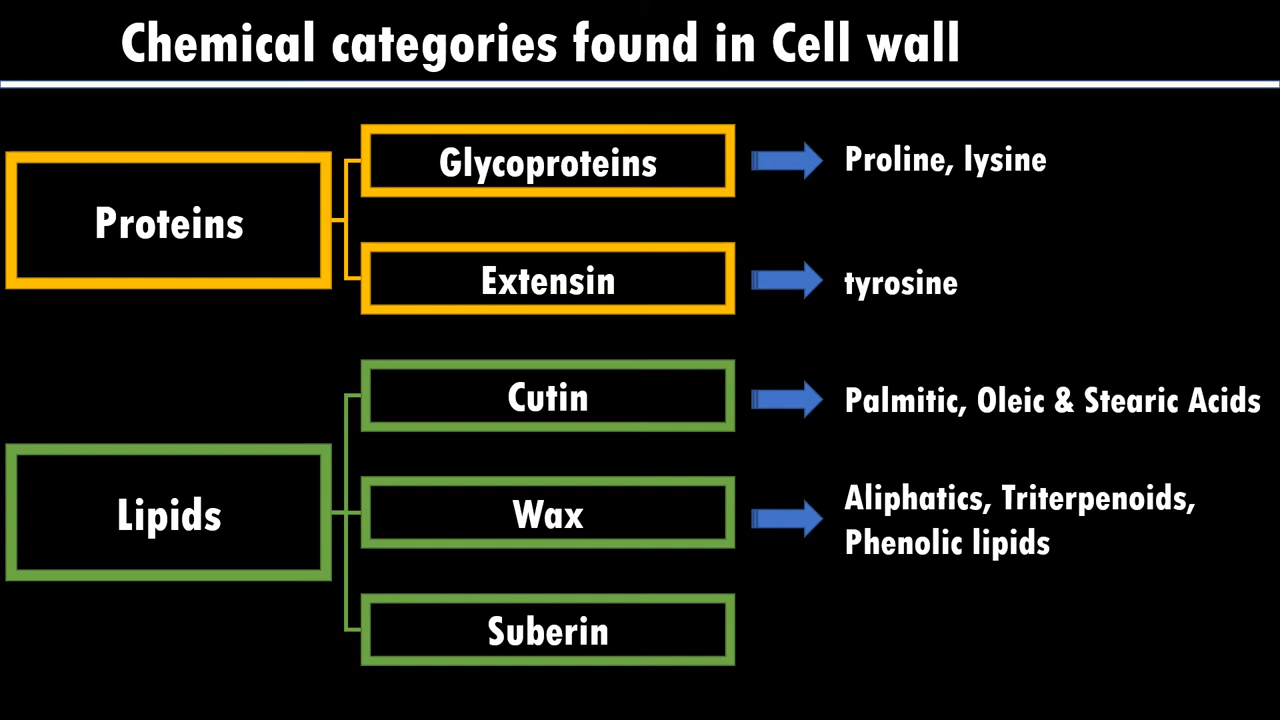 Chemical categories found in Cell wall
Proteins
Glycoproteins
Proline, lysine
Extensin
tyrosine
Lipids
Cutin
Palmitic, Oleic & Stearic Acids
Wax
Aliphatics, Triterpenoids,
Phenolic lipids
Suberin